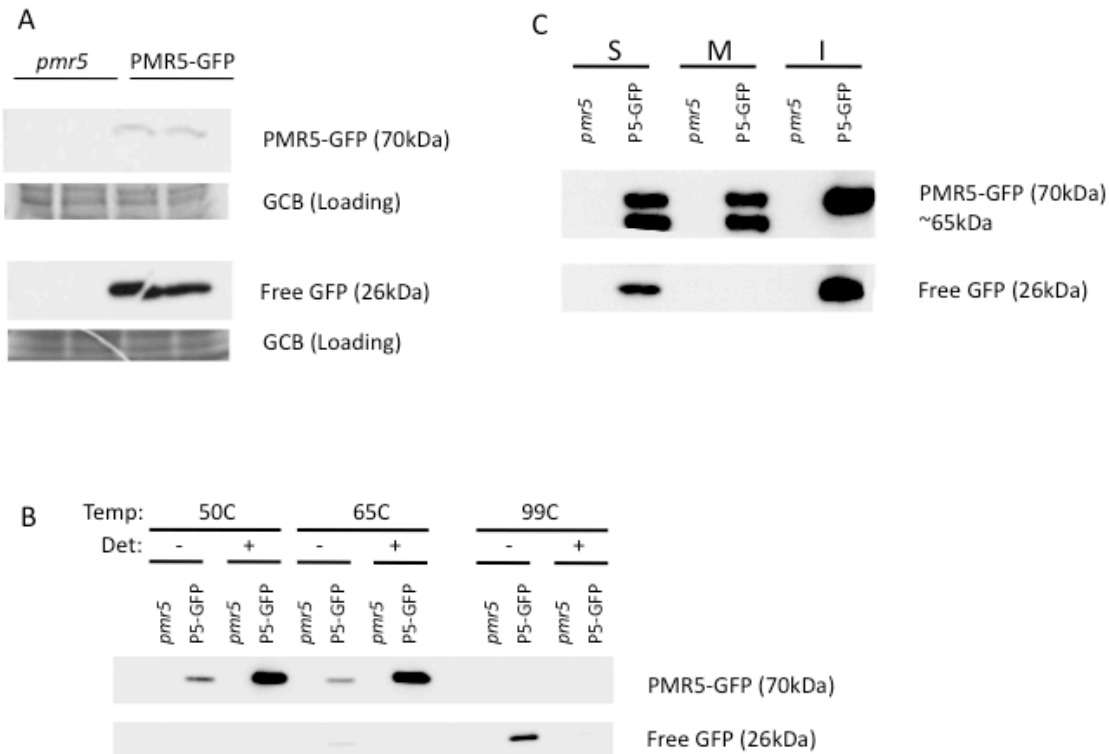 A
pmr5 PMR5-GFP
PMR5-GFP (70kDa)
GCB (Loading)
Free GFP (26kDa)
GCB (Loading)
C
S M I
pmr5 P5-GFP pmr5 P5-GFP pmr5 P5-GFP
PMR5-GFP (70kDa)
~65kDa
Free GFP (26kDa)
B
Temp: 50C 65C 99C
Det: - + - + - +
pmr5 P5-GFP pmr5 P5-GFP pmr5 P5-GFP pmr5 P5-GFP pmr5 P5-GFP pmr5 P5-GFP
PMR5-GFP (70kDa)
Free GFP (26kDa)